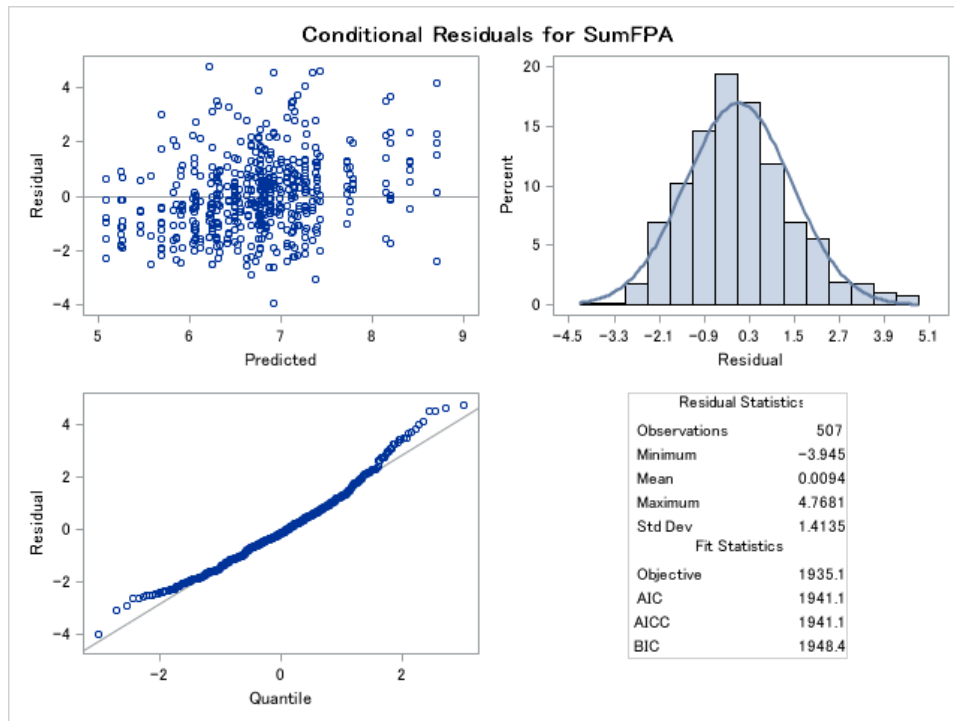 Conditional Residuals for SumFPA
4
2
0
−2
−4
Residual
5
6
7
8
9
Predicted
20
15
10
5
0
Percent
−4.5
−3.3
−2.1
−0.9
0.3
1.5
2.7
3.9
5.1
Residual
4
2
0
−2
−4
Residual
−2
0
2
Quantile
Residual Statistics
Observations 507
Minimum −3.945
Mean 0.0094
Maximum 4.7681
Std Dev 1.4135
Fit Statistics
Objective 1935.1
AIC 1941.1
AICC 1941.1
BIC 1948.4